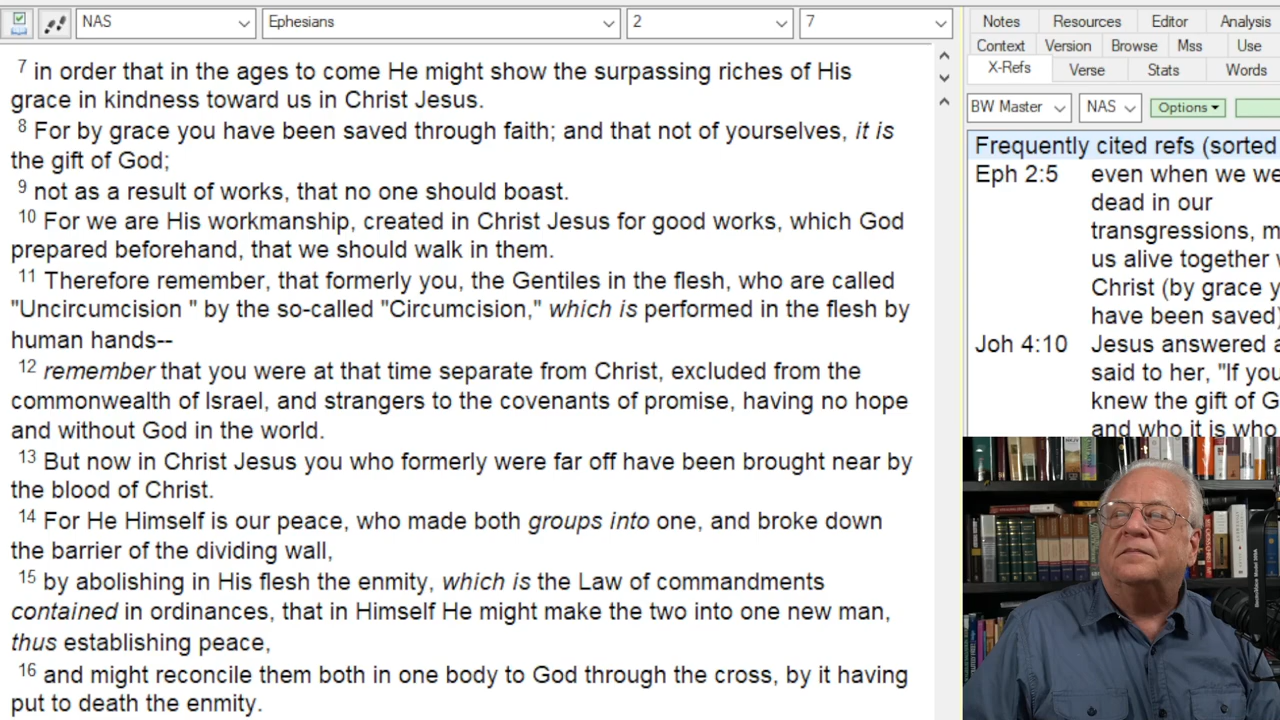 NAS Ephesians 2 7
7 in order that in the ages to come He might show the surpassing riches of His
grace in kindness toward us in Christ Jesus.
8 For by grace you have been saved through faith; and that not of yourselves, it is
the gift of God;
9 not as a result of works, that no one should boast.
10 For we are His workmanship, created in Christ Jesus for good works, which God
prepared beforehand, that we should walk in them.
11 Therefore remember, that formerly you, the Gentiles in the flesh, who are called
"Uncircumcision " by the so-called "Circumcision," which is performed in the flesh by
human hands--
12 remember that you were at that time separate from Christ, excluded from the
commonwealth of Israel, and strangers to the covenants of promise, having no hope
and without God in the world.
13 But now in Christ Jesus you who formerly were far off have been brought near by
the blood of Christ.
14 For He Himself is our peace, who made both groups into one, and broke down
the barrier of the dividing wall,
15 by abolishing in His flesh the enmity, which is the Law of commandments
contained in ordinances, that in Himself He might make the two into one new man,
thus establishing peace,
16 and might reconcile them both in one body to God through the cross, by it having
put to death the enmity.
Notes Resources Editor Analysis
Context Version Browse Mss Use
X-Refs Verse Stats Words
BW Master NAS Options
Frequently cited refs (sorted
Eph 2:5 even when we we
dead in our
transgressions, m
us alive together w
Christ (by grace y
have been saved)
Joh 4:10 Jesus answered a
said to her, "If you
knew the gift of G
and who it is who